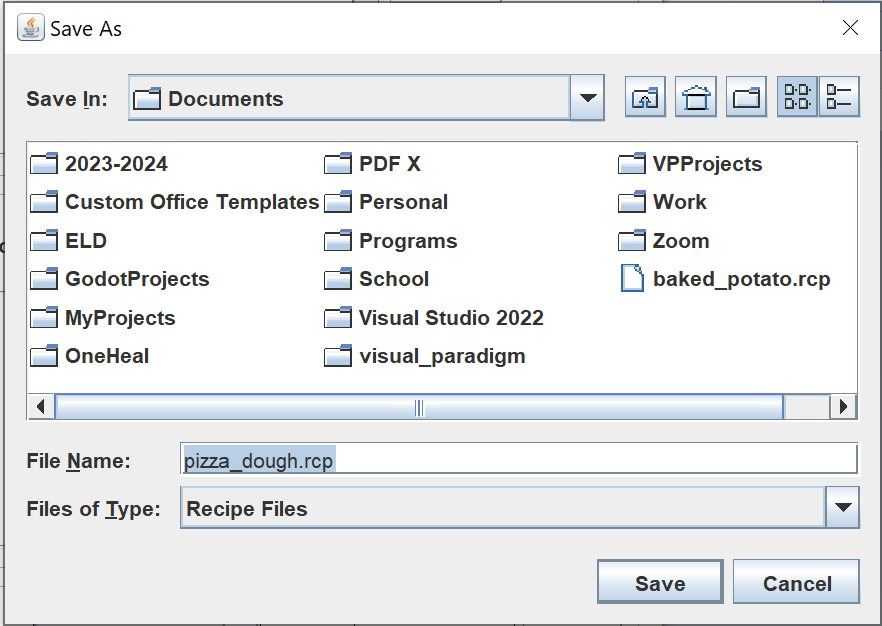 Save As
Save In:
Documents
2023-2024
PDF X
VPProjects
Custom Office Templates
Personal
Work
ELD
Programs
Zoom
GodotProjects
School
baked_potato.rcp
MyProjects
Visual Studio 2022
OneHeal
visual_paradigm
File Name:
pizza_dough.rcp
Files of Type:
Recipe Files
Save
Cancel